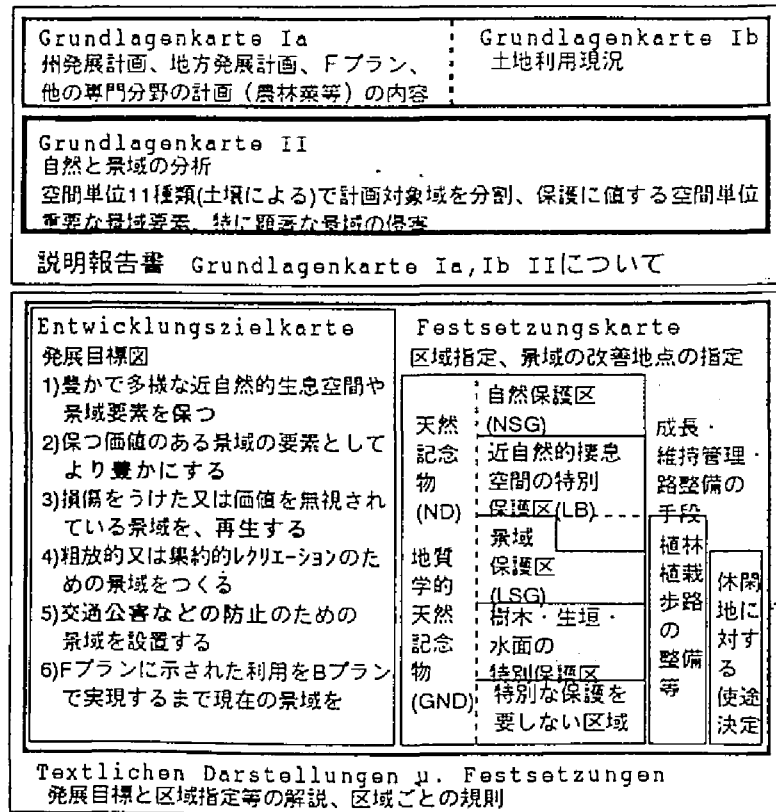 Grundlagenkarte Ia
州発展計画、地方発展計画、Fプラン、
他の専門分野の計画（農林業等）の内容
Grundlagenkarte Ib
土地利用現況
Grundlagenkarte II
自然と景域の分析
空間単位11種類(土壌による)で計画対象域を分割、保護に値する空間単位
重要な景域要素、特に顕著な景域の侵害
説明報告書 Grundlagenkarte Ia,Ib IIについて
Entwicklungszielkarte
発展目標図
1)豊かで多様な近自然的生息空間や
景域要素を保つ
2)保つ価値のある景域の要素として
より豊かにする
3)損傷をうけた又は価値を無視され
ている景域を、再生する
4)粗放的又は集約的レクリエーションのた
めの景域をつくる
5)交通公害などの防止のための
景域を設置する
6)Fプランに示された利用をBプラン
で実現するまで現在の景域を
Festsetzungskarte
区域指定、景域の改善地点の指定
天然
記念
物
(ND)
地質
学的
天然
記念
物
(GND)
自然保護区
(NSG)
近自然的棲息
空間の特別
保護区(LB)
景域
保護区
(LSG)
樹木・生垣・
水面の
特別保護区
特別な保護を
要しない区域
成長・
維持管理・
路整備の
手段
植林
植栽
歩路
の
整備
等
休閑
地に
対す
る
使途
決定
Textlichen Darstellungen u. Festsetzungen
発展目標と区域指定等の解説、区域ごとの規則